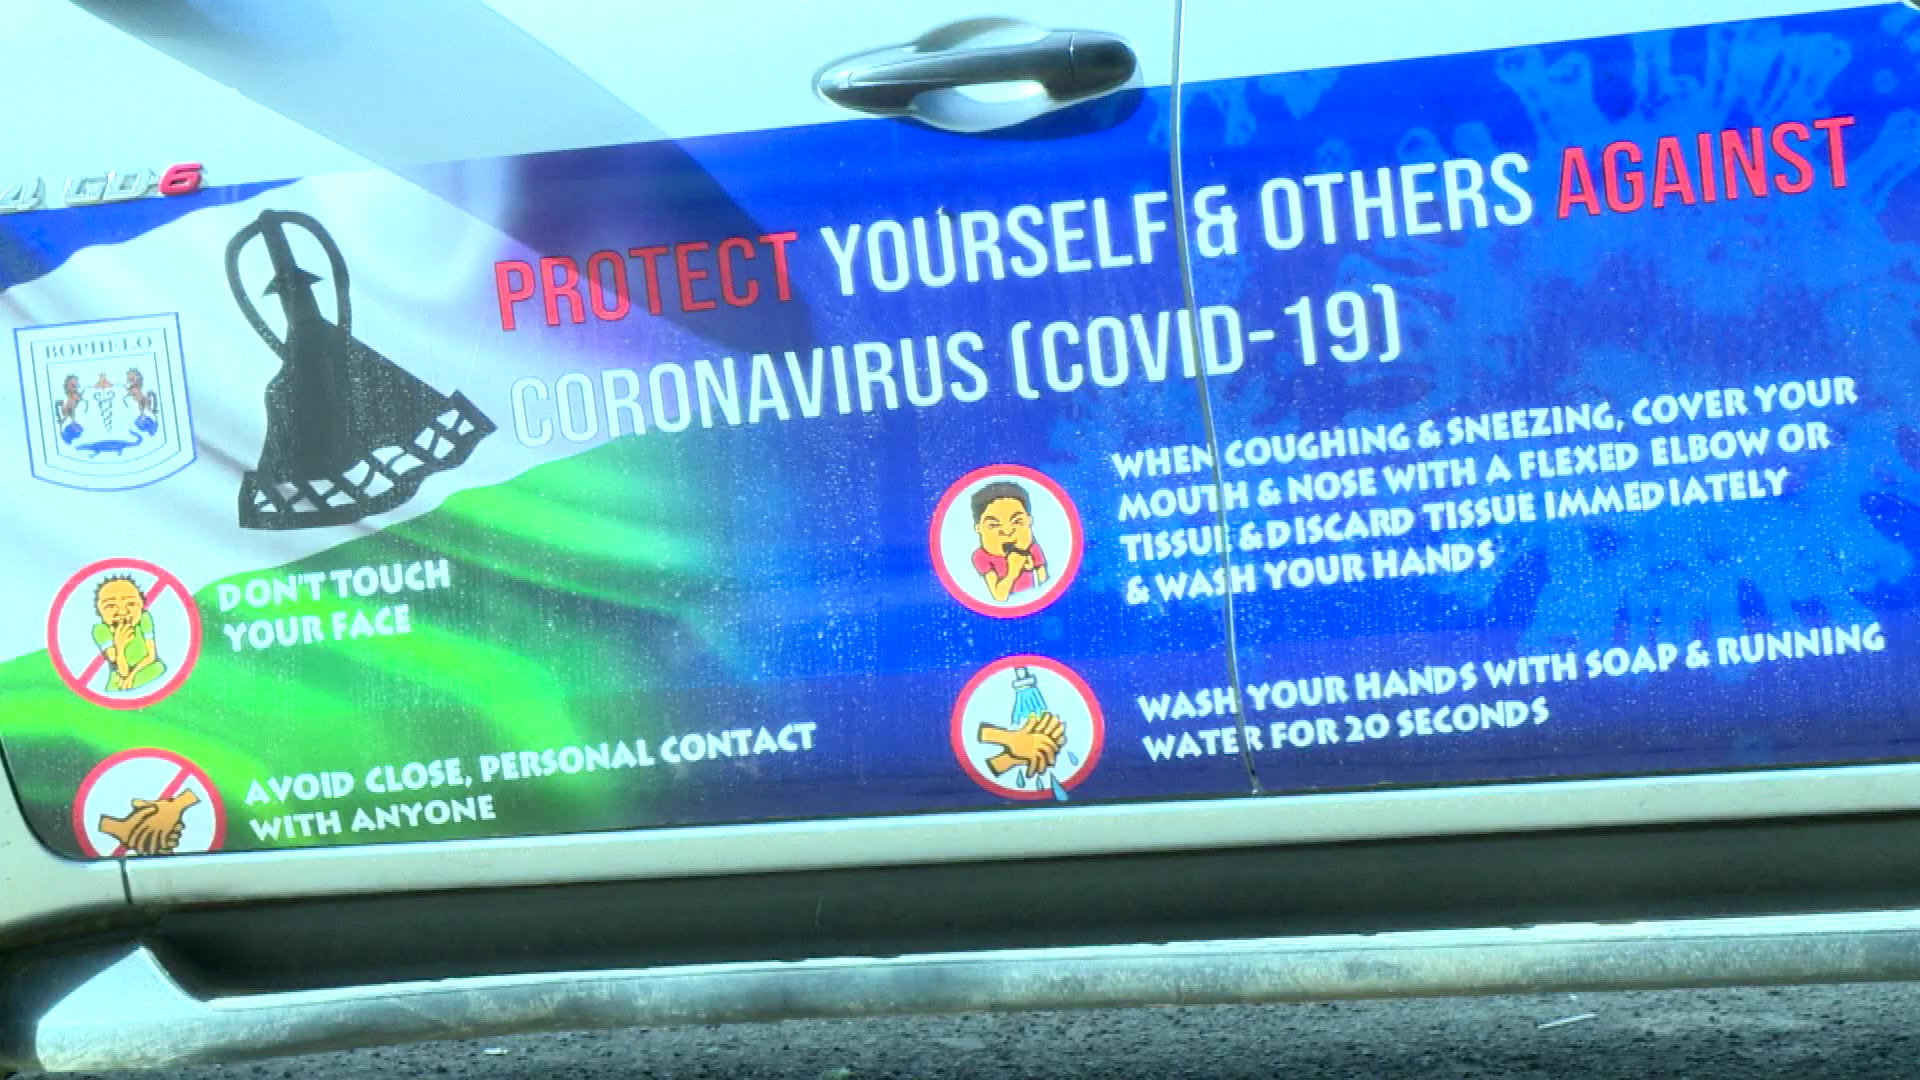 4 GD-6
BOPHELO
PROTECT YOURSELF & OTHERS AGAINST
CORONAVIRUS (COVID-19)
DON'T TOUCH
YOUR FACE
AVOID CLOSE, PERSONAL CONTACT
WITH ANYONE
WHEN COUGHING & SNEEZING, COVER YOUR
MOUTH & NOSE WITH A FLEXED ELBOW OR
TISSUE & DISCARD TISSUE IMMEDIATELY
& WASH YOUR HANDS
WASH YOUR HANDS WITH SOAP & RUNNING
WATER FOR 20 SECONDS